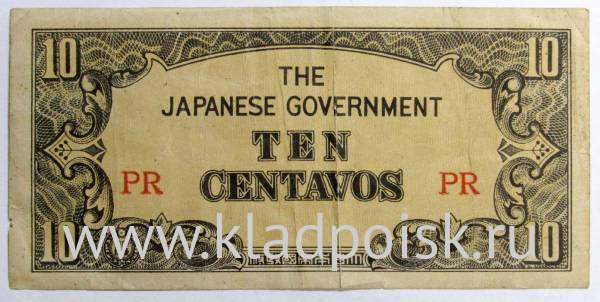 10 10
THE
JAPANESE GOVERNMENT
TEN
PR PR
CENTAVOS
www.kladpoisk.ru
10 10